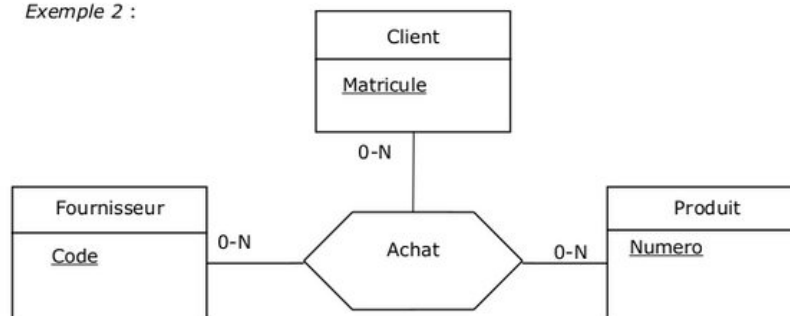 Exemple 2 :
Client
Matricule
0-N
Fournisseur
Code
0-N
Achat
0-N
Produit
Numero